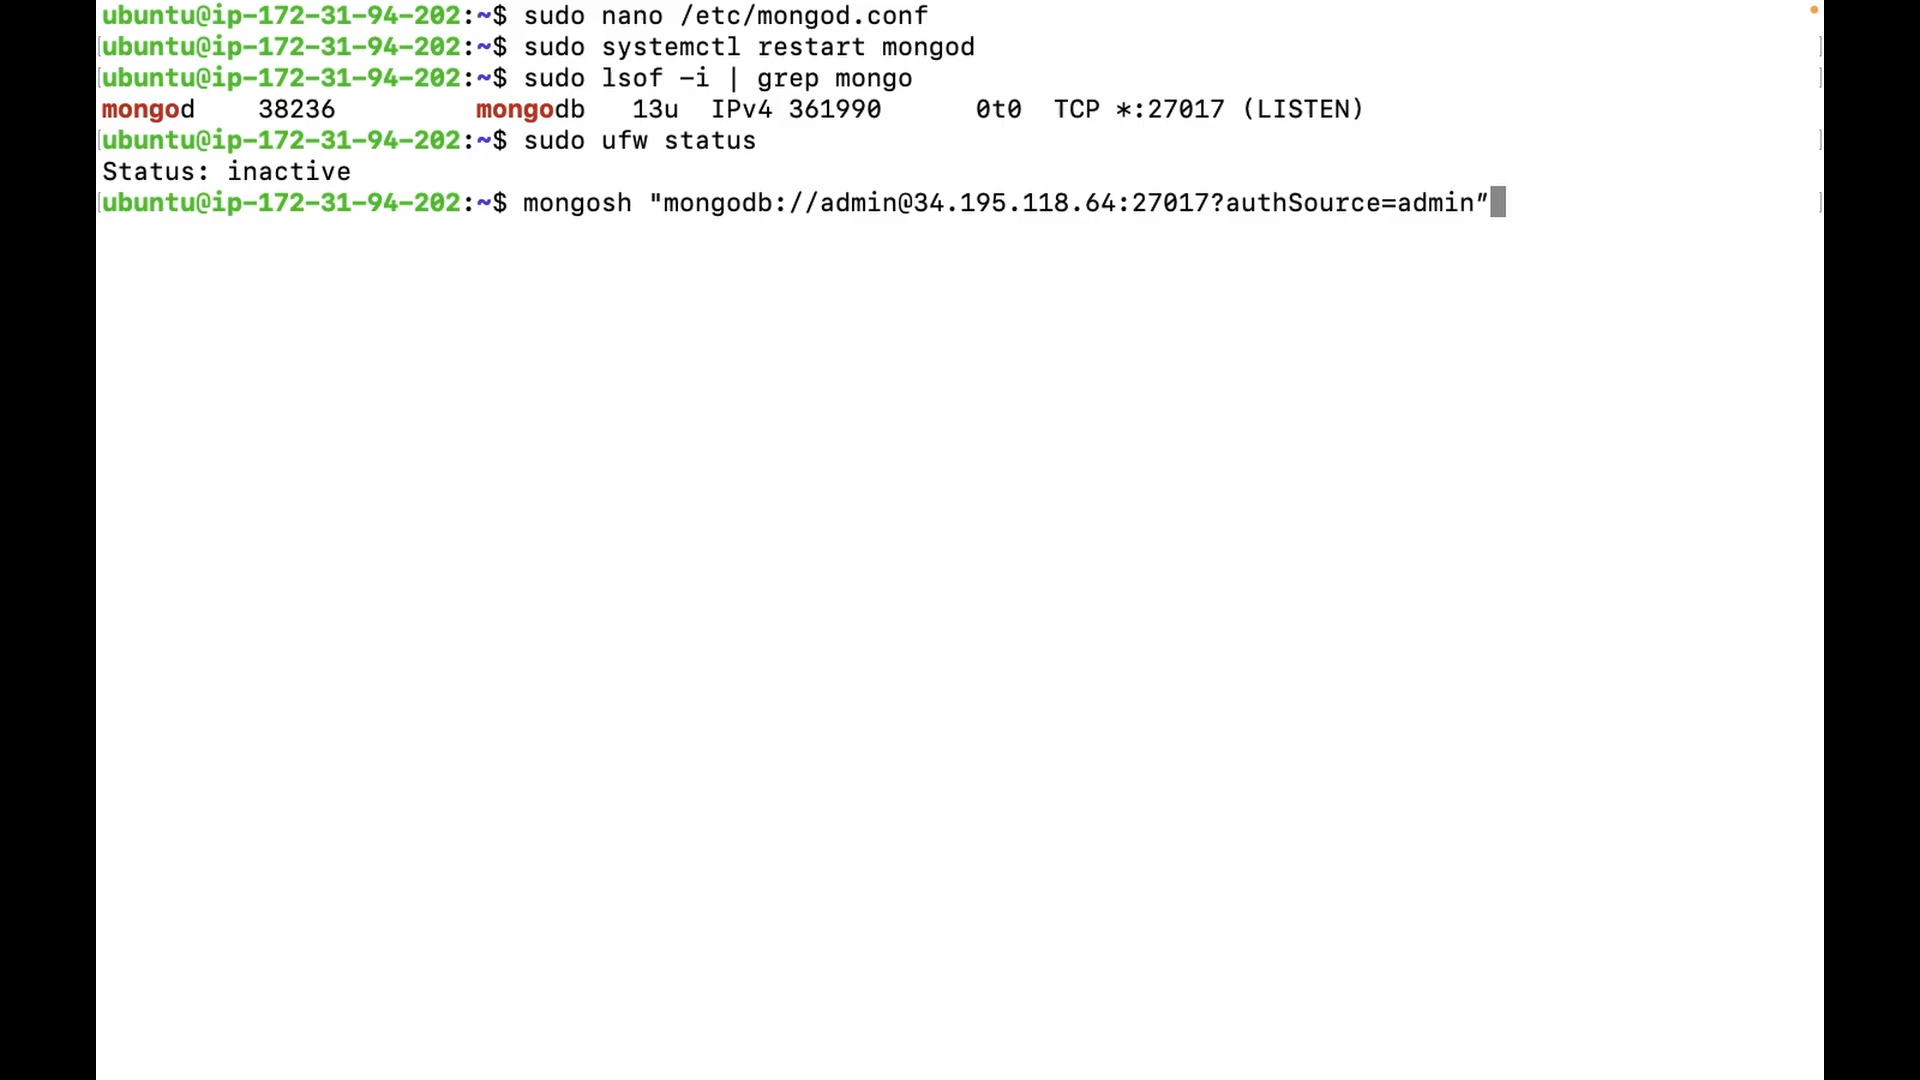 ubuntu@ip-172-31-94-202:~$ sudo nano /etc/mongod.conf
[ubuntu@ip-172-31-94-202:~$ sudo systemctl restart mongod ]
[ubuntu@ip-172-31-94-202:~$ sudo lsof -i | grep mongo ]
mongod    38236         mongodb   13u  IPv4 361990      0t0  TCP *:27017 (LISTEN)
[ubuntu@ip-172-31-94-202:~$ sudo ufw status ]
Status: inactive
[ubuntu@ip-172-31-94-202:~$ mongosh "mongodb://admin@34.195.118.64:27017?authSource=admin” ]